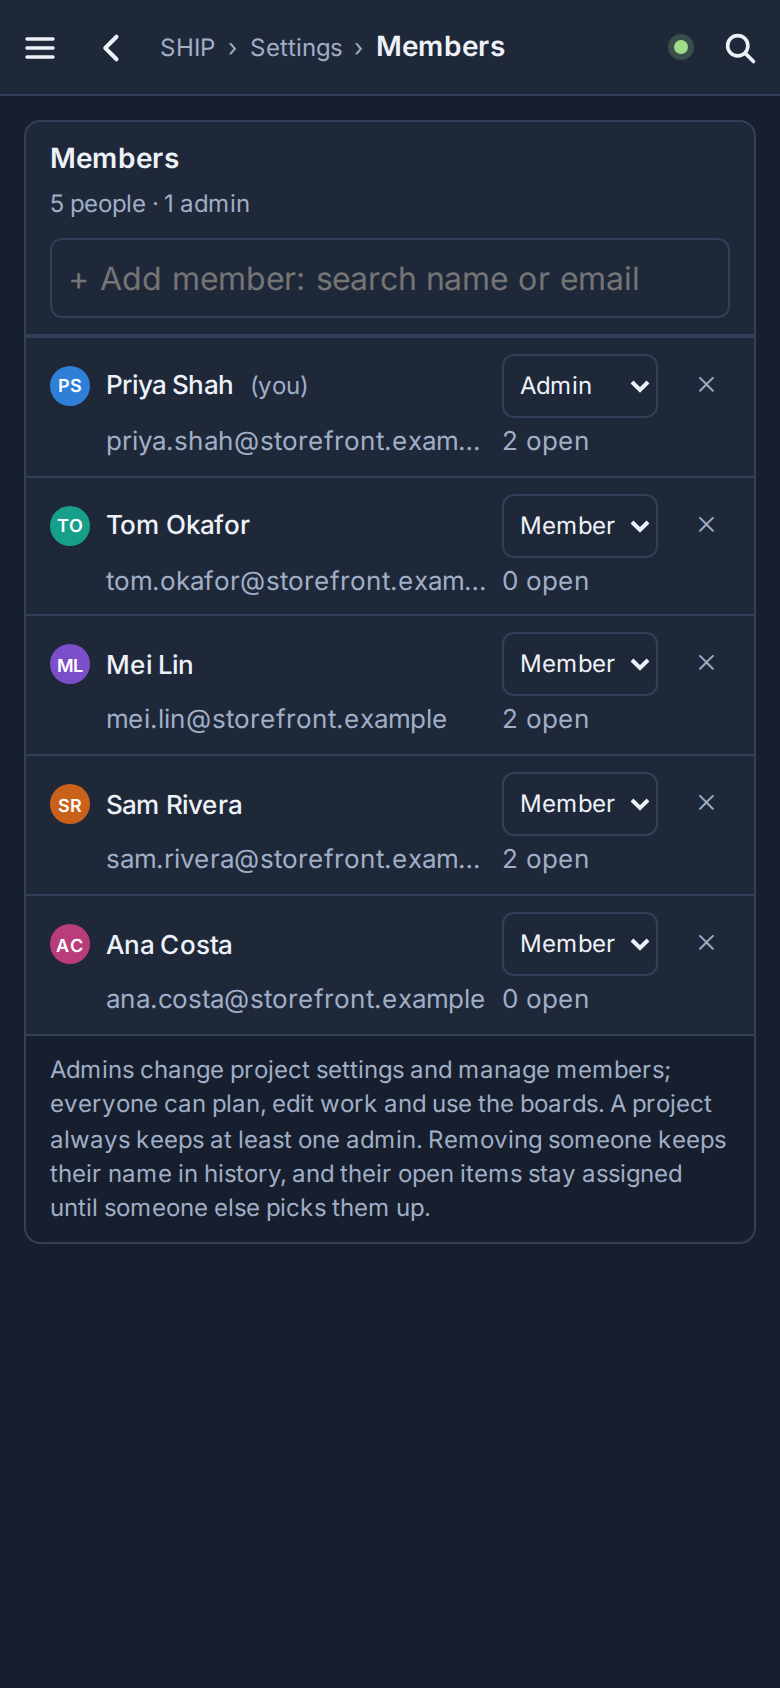 SHIP › Settings › Members
Members
5 people · 1 admin
+ Add member: search name or email
PS Priya Shah (you) Admin ×
priya.shah@storefront.exam... 2 open
TO Tom Okafor Member ×
tom.okafor@storefront.exam... 0 open
ML Mei Lin Member ×
mei.lin@storefront.example 2 open
SR Sam Rivera Member ×
sam.rivera@storefront.exam... 2 open
AC Ana Costa Member ×
ana.costa@storefront.example 0 open
Admins change project settings and manage members;
everyone can plan, edit work and use the boards. A project
always keeps at least one admin. Removing someone keeps
their name in history, and their open items stay assigned
until someone else picks them up.